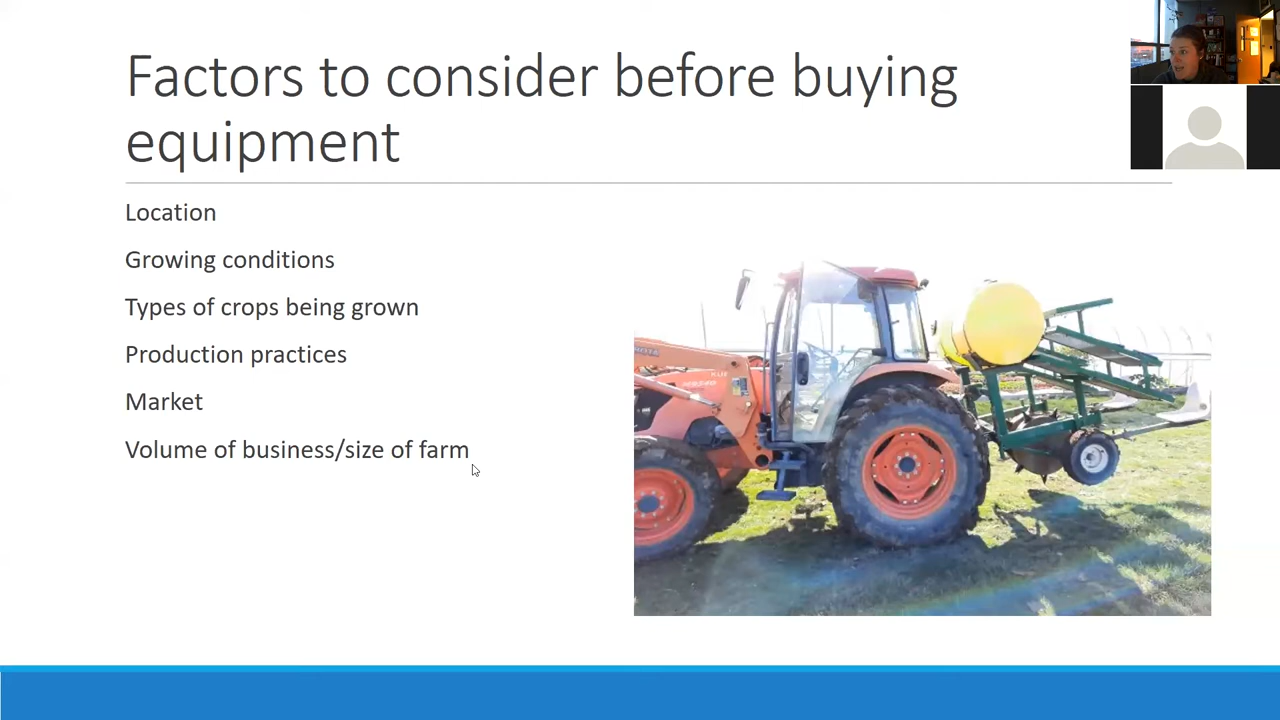 Factors to consider before buying
equipment
Location
Growing conditions
Types of crops being grown
Production practices
Market
Volume of business/size of farm